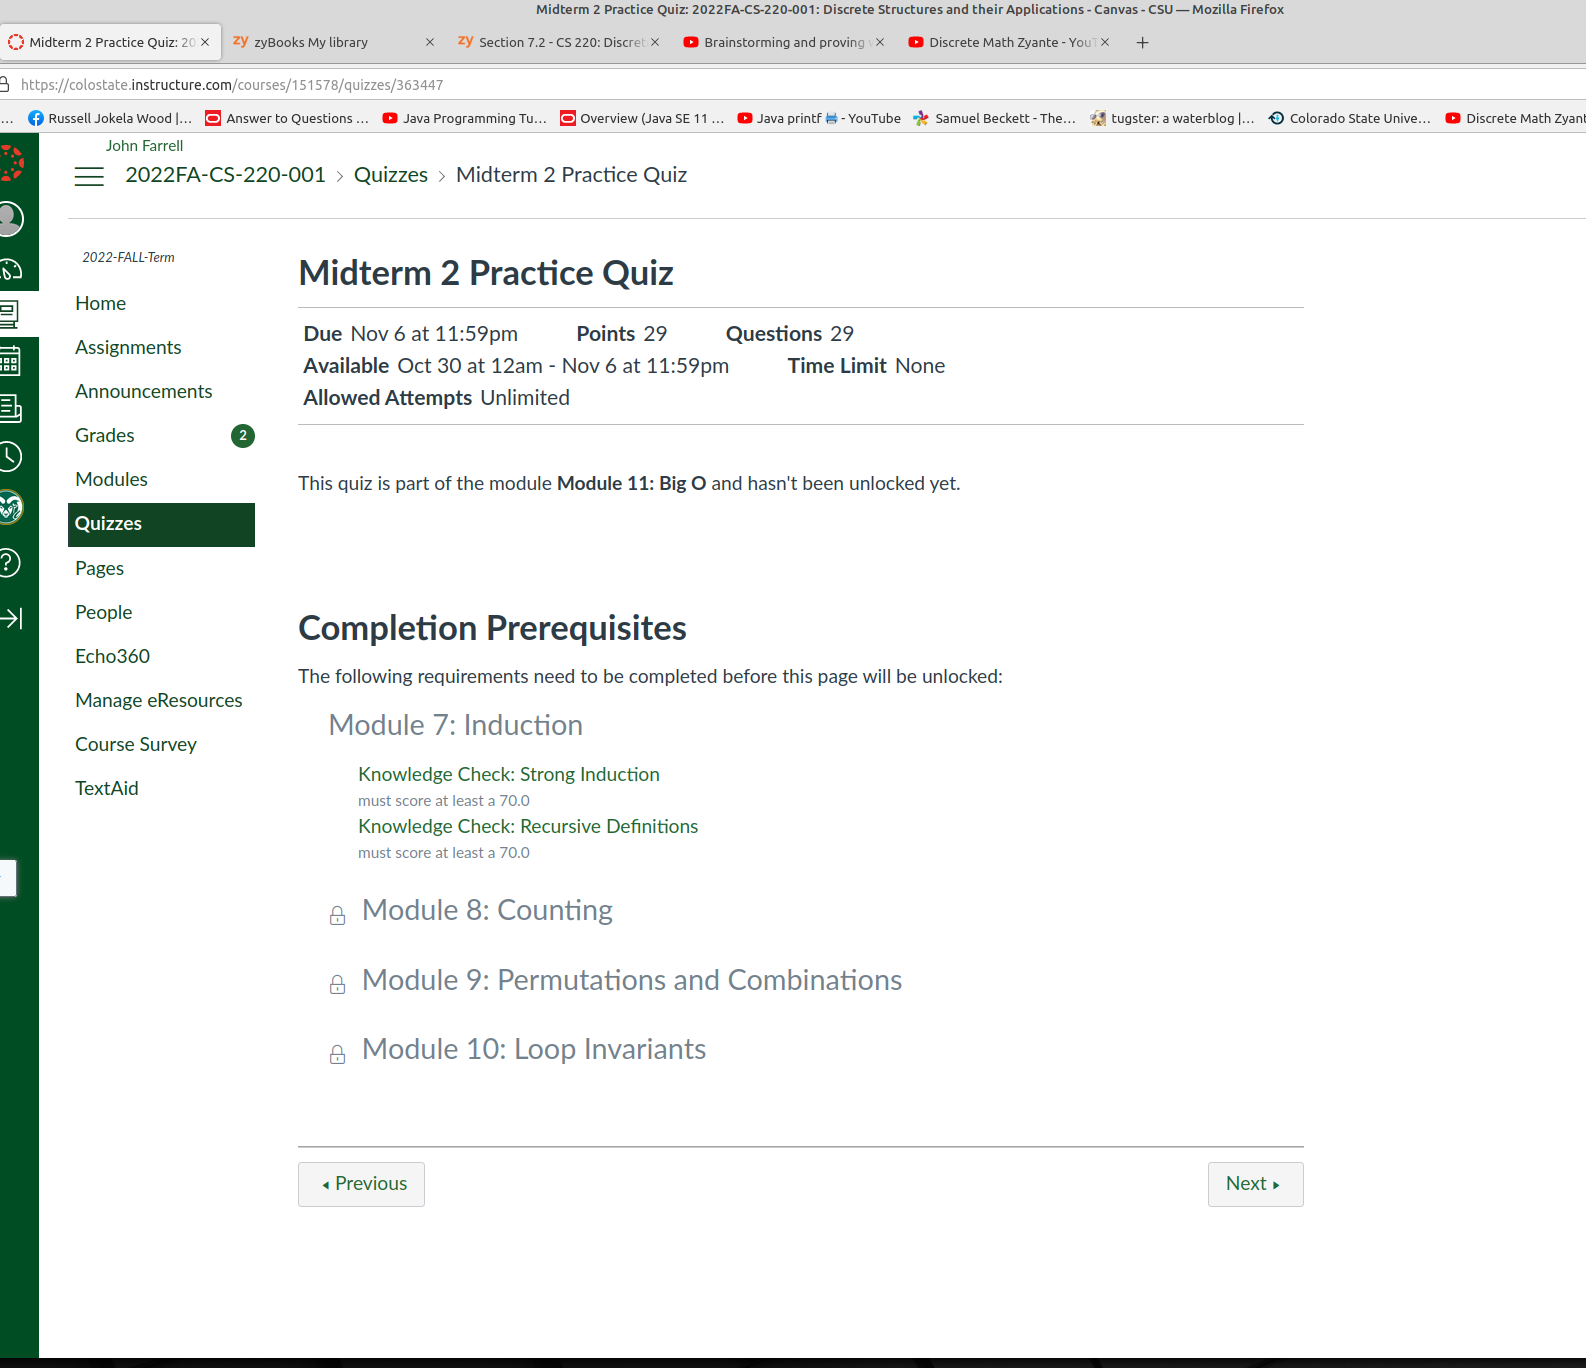 Midterm 2 Practice Quiz: 2022FA-CS-220-001: Discrete Structures and their Applications - Canvas - CSU — Mozilla Firefox
Midterm 2 Practice Quiz: 20
zyBooks My library
Section 7.2 - CS 220: Discret
Brainstorming and proving
Discrete Math Zyante - YouT
https://colostate.instructure.com/courses/151578/quizzes/363447
... Russell Jokela Wood |... Answer to Questions ... Java Programming Tu... Overview (Java SE 11 ... Java printf 🖶 - YouTube Samuel Beckett - The... tugster: a waterblog |... Colorado State Unive... Discrete Math Zyant
John Farrell
2022FA-CS-220-001 > Quizzes > Midterm 2 Practice Quiz
2022-FALL-Term
Home
Assignments
Announcements
Grades 2
Modules
Quizzes
Pages
People
Echo360
Manage eResources
Course Survey
TextAid
Midterm 2 Practice Quiz
Due Nov 6 at 11:59pm Points 29 Questions 29
Available Oct 30 at 12am - Nov 6 at 11:59pm Time Limit None
Allowed Attempts Unlimited
This quiz is part of the module Module 11: Big O and hasn't been unlocked yet.
Completion Prerequisites
The following requirements need to be completed before this page will be unlocked:
Module 7: Induction
Knowledge Check: Strong Induction
must score at least a 70.0
Knowledge Check: Recursive Definitions
must score at least a 70.0
Module 8: Counting
Module 9: Permutations and Combinations
Module 10: Loop Invariants
◂ Previous
Next ▸